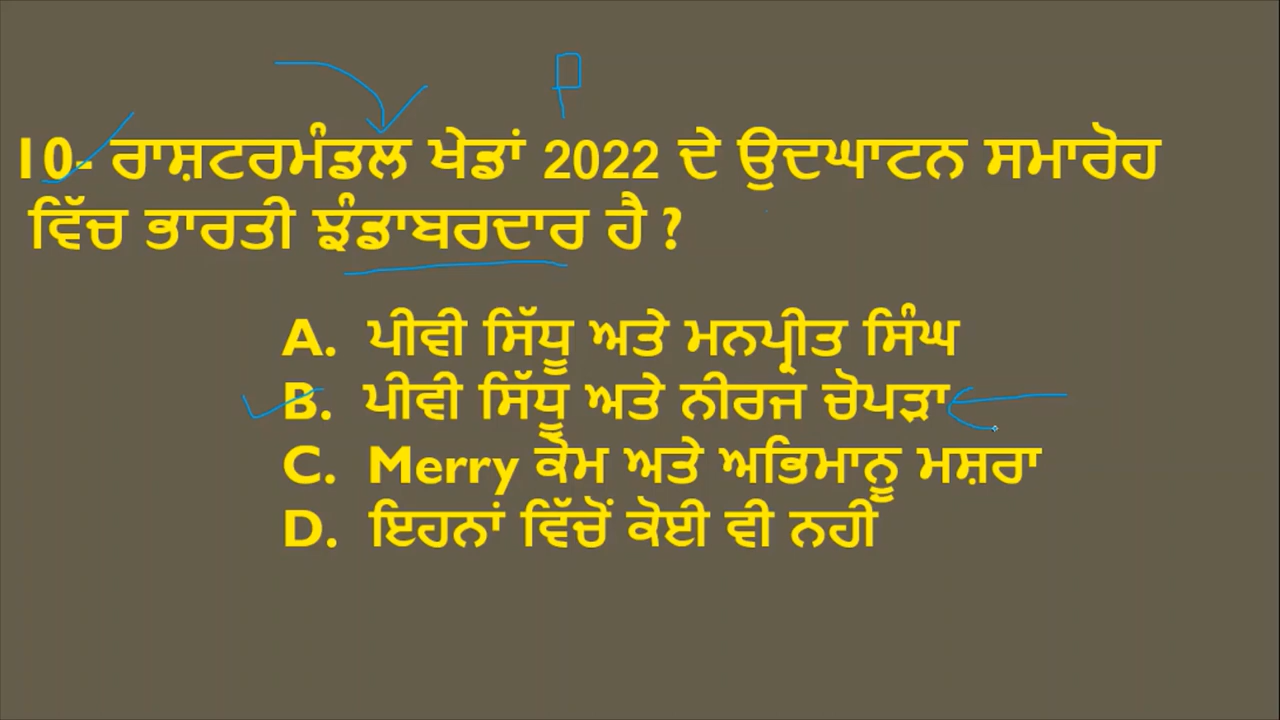 10- ਰਾਸ਼ਟਰਮੰਡਲ ਖੇਡਾਂ 2022 ਦੇ ਉਦਘਾਟਨ ਸਮਾਰੋਹ
ਵਿੱਚ ਭਾਰਤੀ ਝੰਡਾਬਰਦਾਰ ਹੈ ?
A. ਪੀਵੀ ਸਿੱਧੂ ਅਤੇ ਮਨਪ੍ਰੀਤ ਸਿੰਘ
B. ਪੀਵੀ ਸਿੱਧੂ ਅਤੇ ਨੀਰਜ ਚੋਪੜਾ
C. Merry ਕੋਮ ਅਤੇ ਅਭਿਮਾਨੂ ਮਸ਼ਰਾ
D. ਇਹਨਾਂ ਵਿੱਚੋਂ ਕੋਈ ਵੀ ਨਹੀ